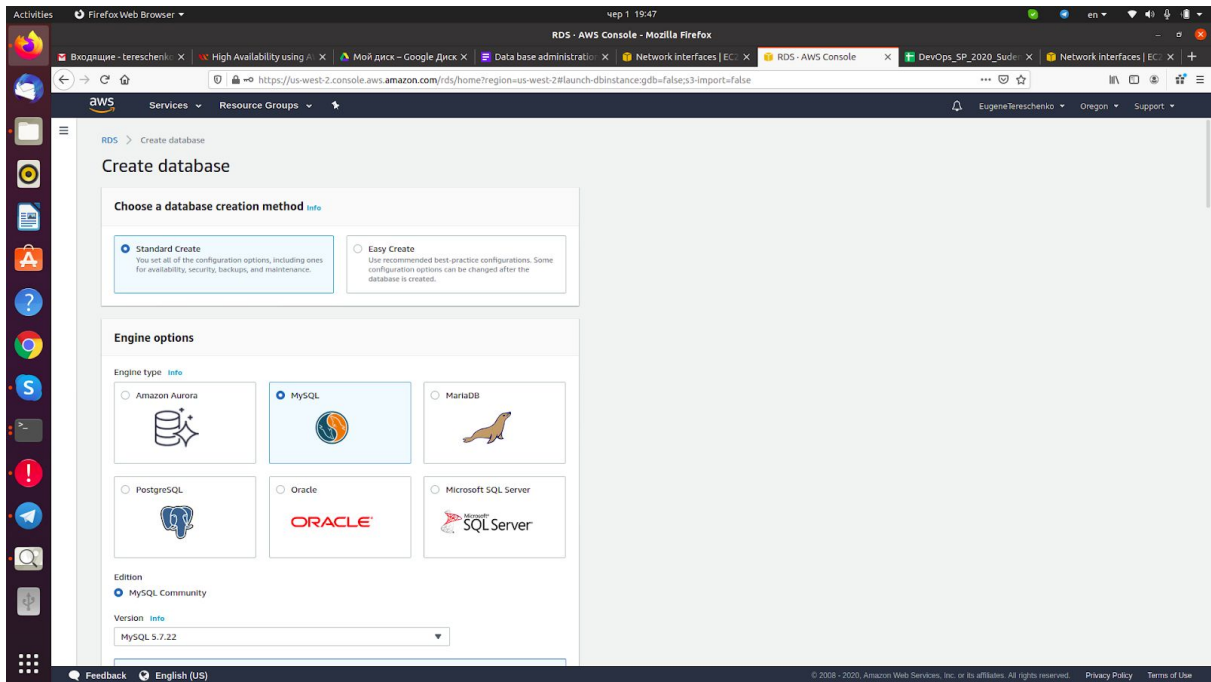 Activities Firefox Web Browser чер 1 19:47 en
RDS · AWS Console - Mozilla Firefox
Входящие - tereschenko High Availability using A Мой диск – Google Диск Data base administration Network interfaces | EC2 RDS · AWS Console DevOps_SP_2020_Suden Network interfaces | EC2
https://us-west-2.console.aws.amazon.com/rds/home?region=us-west-2#launch-dbinstance:gdb=false;s3-import=false
aws Services Resource Groups EugeneTereschenko Oregon Support
RDS > Create database
Create database
Choose a database creation method Info
Standard Create
You set all of the configuration options, including ones
for availability, security, backups, and maintenance.
Easy Create
Use recommended best-practice configurations. Some
configuration options can be changed after the
database is created.
Engine options
Engine type Info
Amazon Aurora
MySQL
MariaDB
PostgreSQL
Oracle
ORACLE
Microsoft SQL Server
Microsoft
SQL Server
Edition
MySQL Community
Version Info
MySQL 5.7.22
Feedback English (US) © 2008 - 2020, Amazon Web Services, Inc. or its affiliates. All rights reserved. Privacy Policy Terms of Use